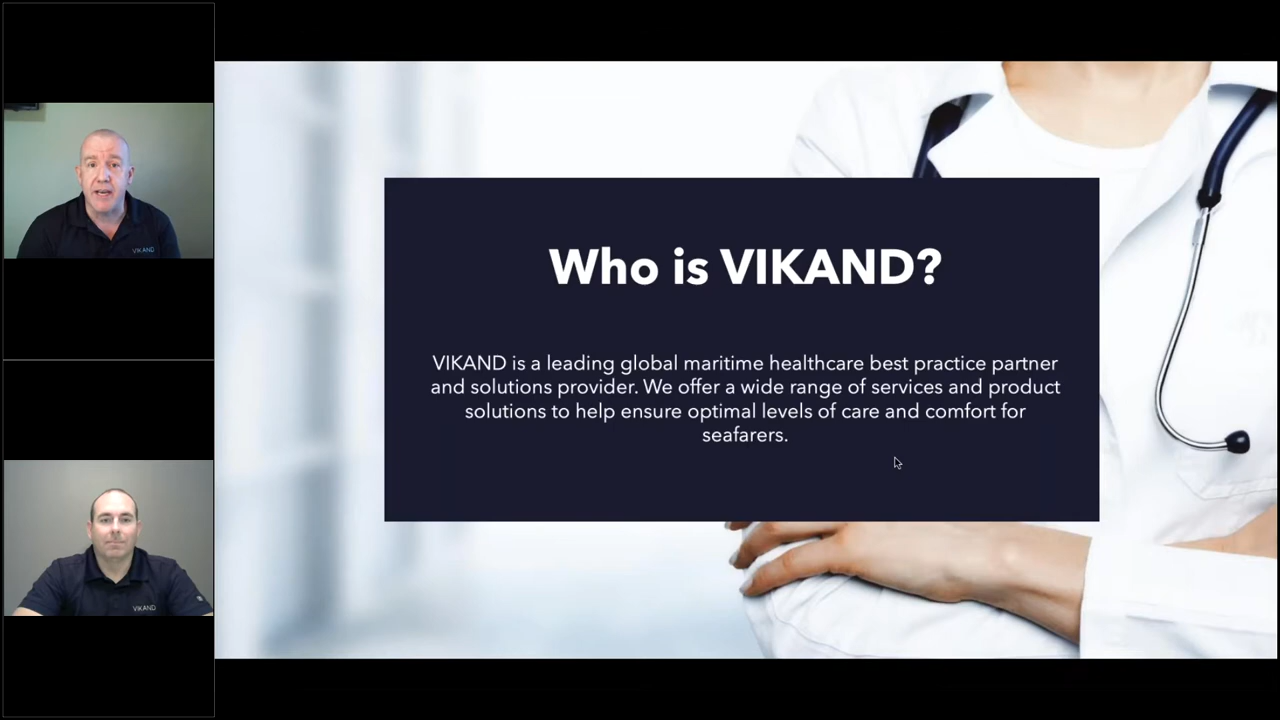 VIKAND
VIKAND
Who is VIKAND?
VIKAND is a leading global maritime healthcare best practice partner
and solutions provider. We offer a wide range of services and product
solutions to help ensure optimal levels of care and comfort for
seafarers.